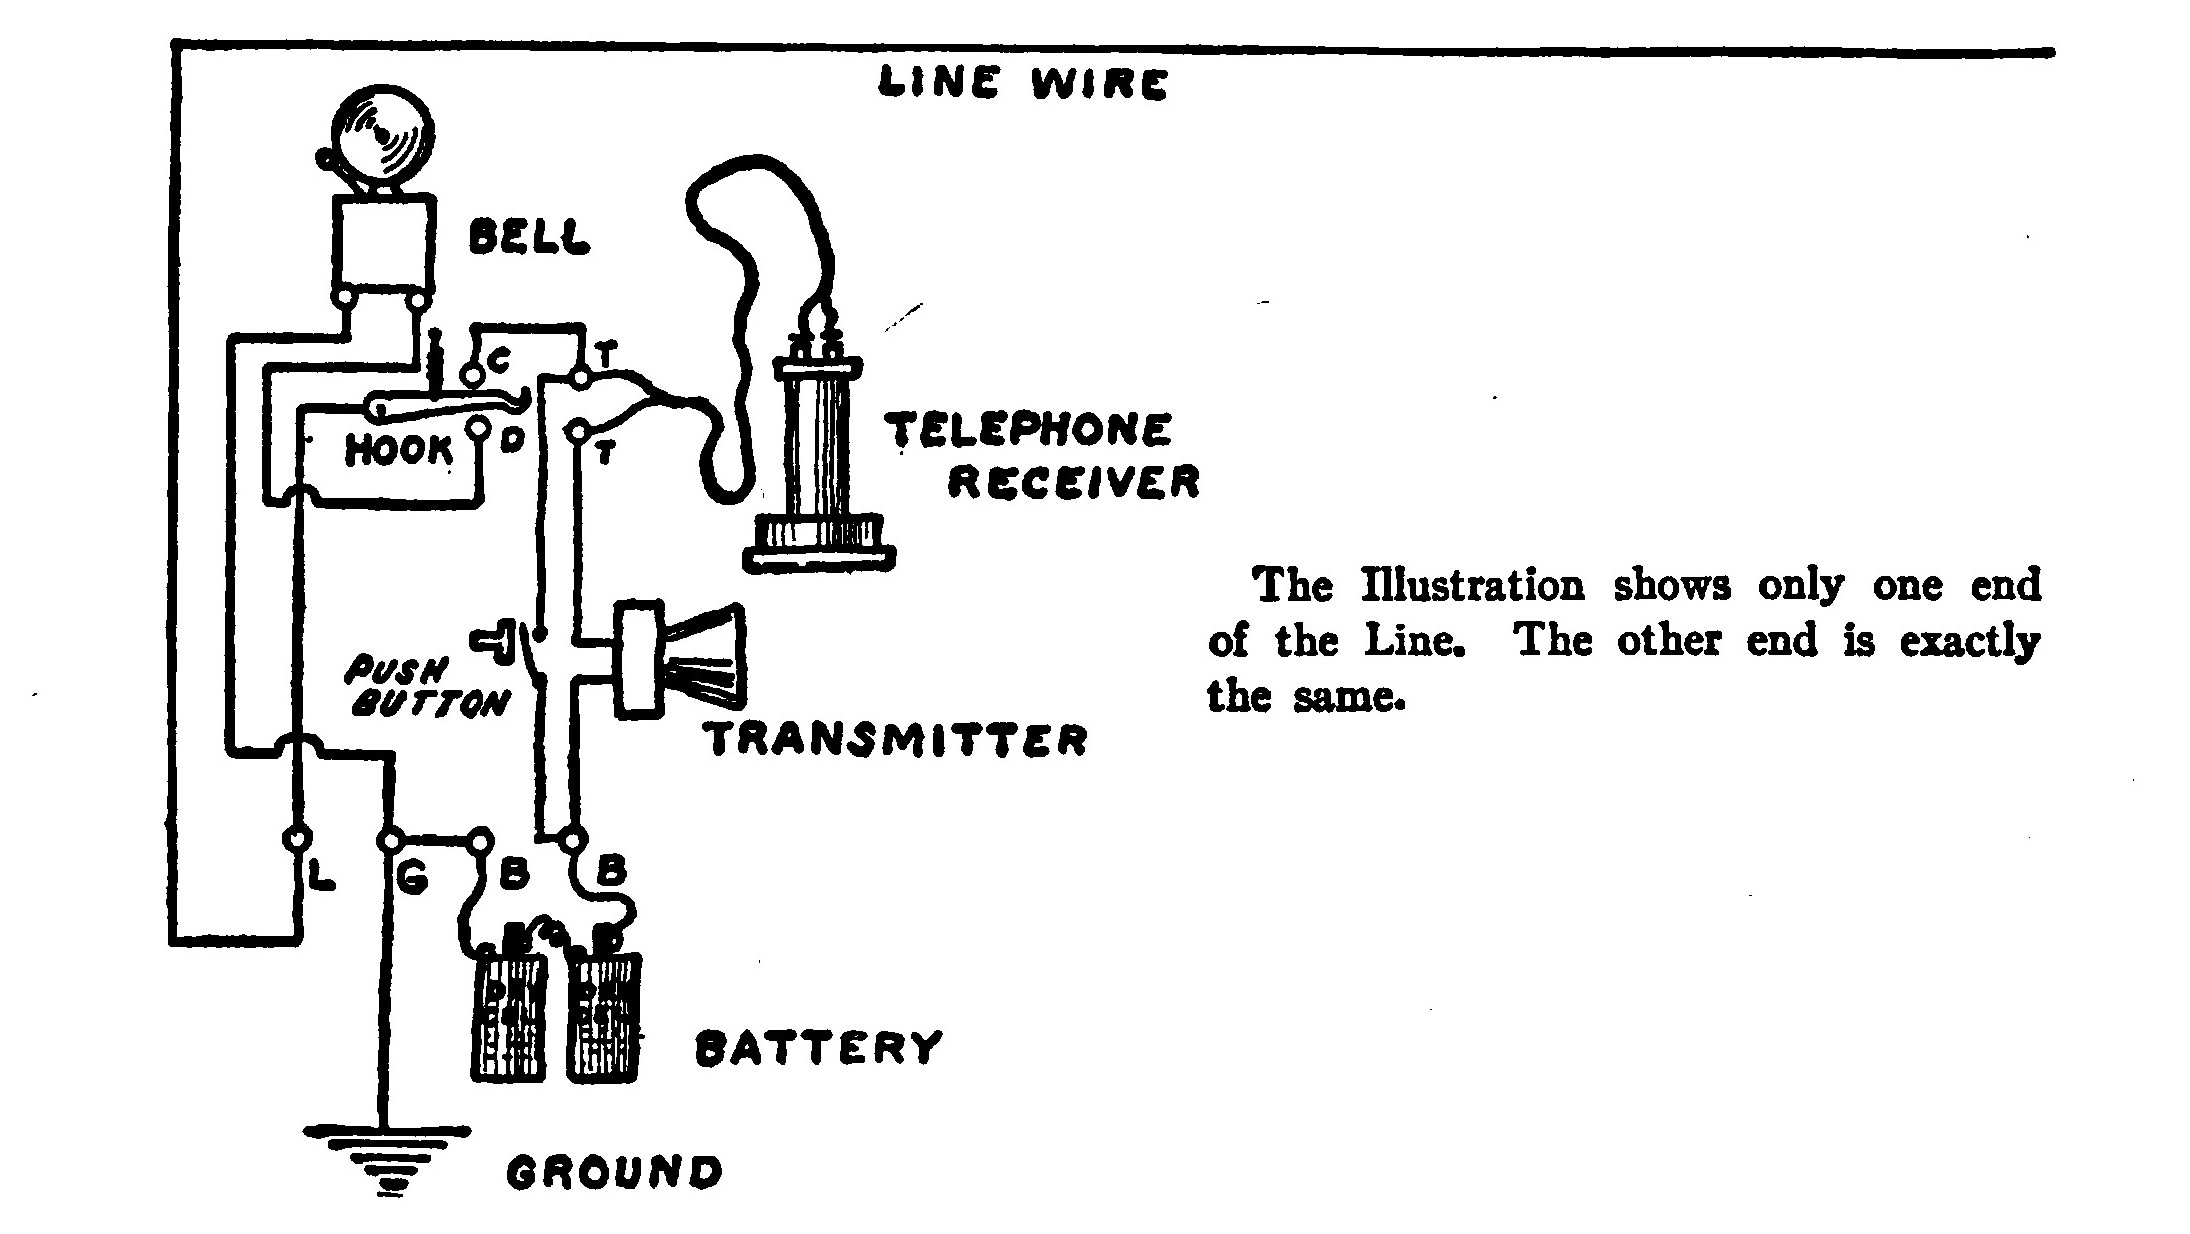 LINE WIRE
BELL
C
T
HOOK
D
T
TELEPHONE
RECEIVER
The Illustration shows only one end
of the Line. The other end is exactly
the same.
PUSH
BUTTON
TRANSMITTER
L
G
B
B
BATTERY
GROUND